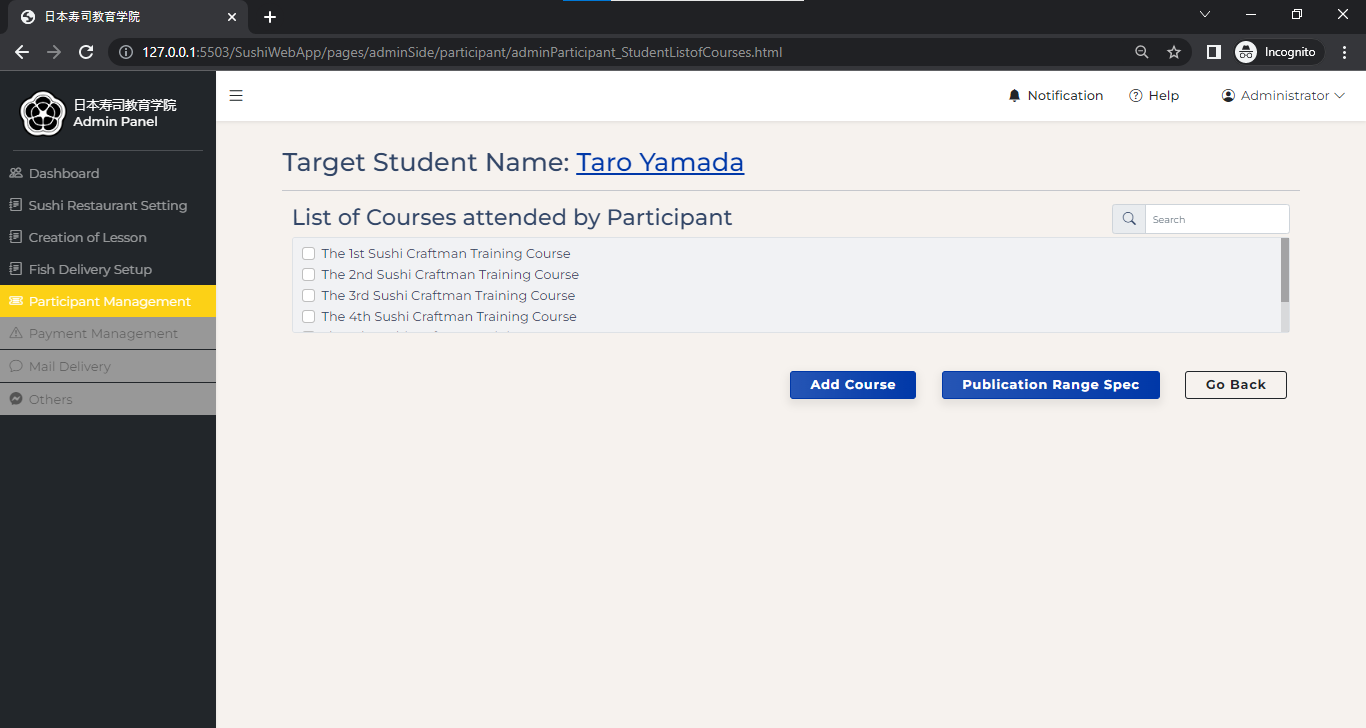 日本寿司教育学院
127.0.0.1:5503/SushiWebApp/pages/adminSide/participant/adminParticipant_StudentListofCourses.html
Incognito
日本寿司教育学院
Admin Panel
Notification
Help
Administrator
Dashboard
Sushi Restaurant Setting
Creation of Lesson
Fish Delivery Setup
Participant Management
Payment Management
Mail Delivery
Others
Target Student Name: Taro Yamada
List of Courses attended by Participant
Search
The 1st Sushi Craftman Training Course
The 2nd Sushi Craftman Training Course
The 3rd Sushi Craftman Training Course
The 4th Sushi Craftman Training Course
Add Course
Publication Range Spec
Go Back